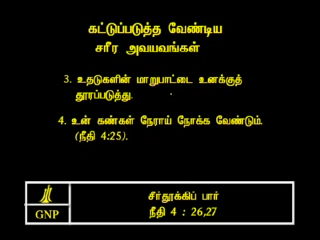 கட்டுப்படுத்த வேண்டிய
சரீர அவயவங்கள்
3. உதடுகளின் மாறுபாட்டை உனக்குத்
தூரப்படுத்து.
4. உன் கண்கள் நேராய் நோக்க வேண்டும்.
(நீதி 4:25).
சீர்தூக்கிப் பார்
GNP
நீதி 4 : 26,27